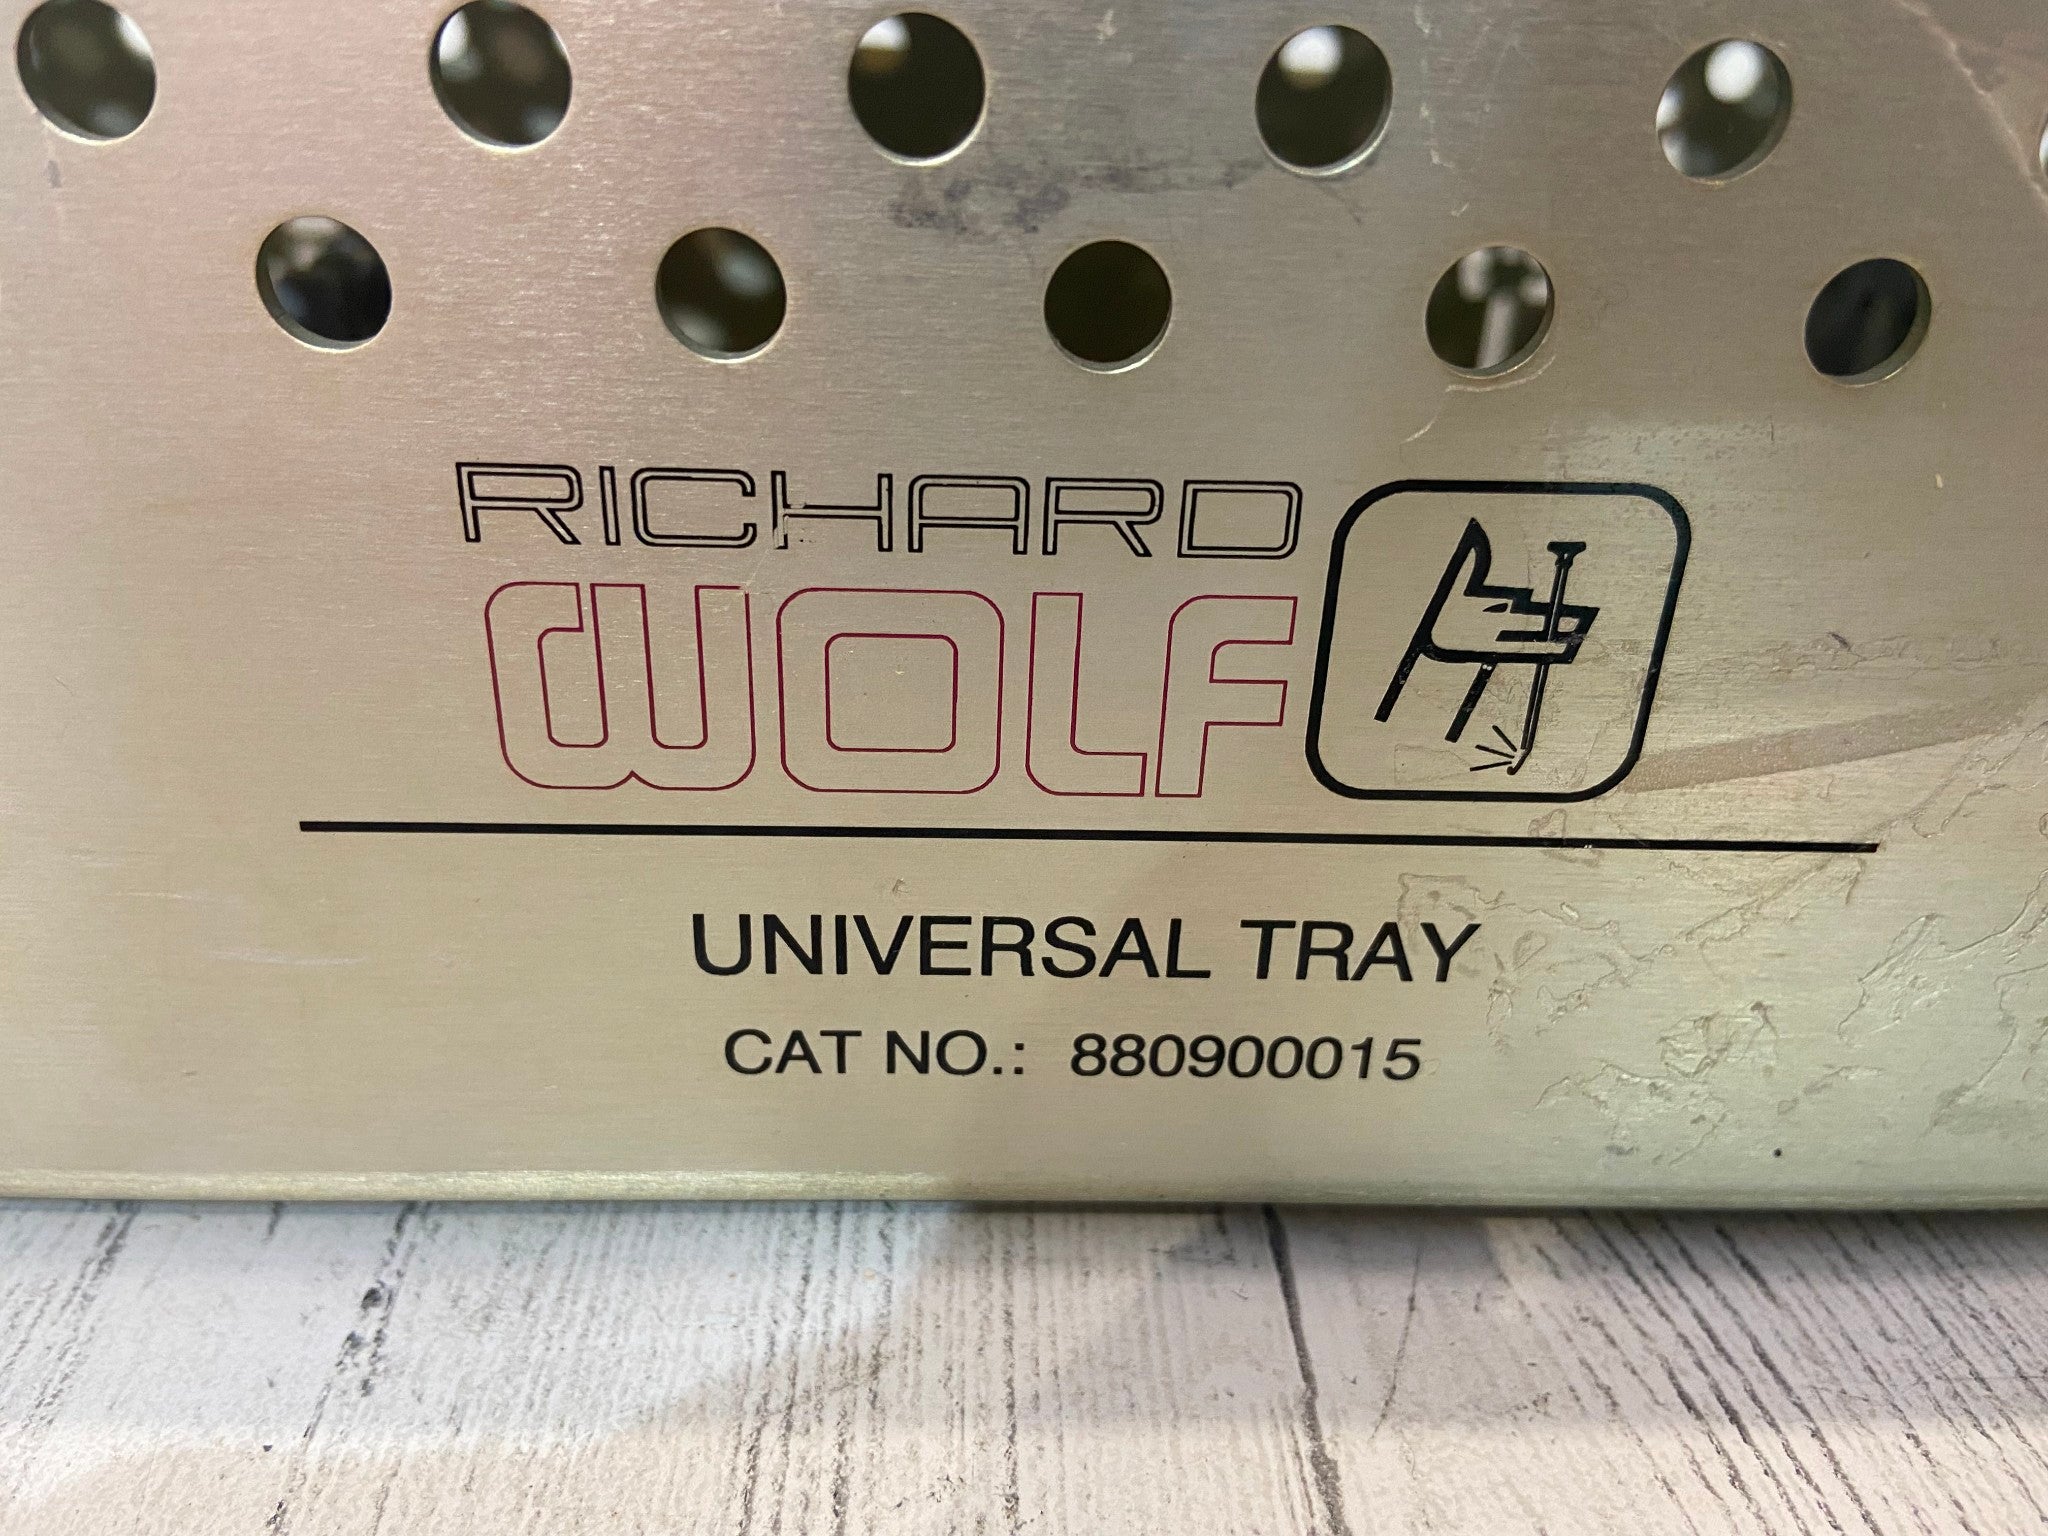 RICHARD
WOLF
UNIVERSAL TRAY
CAT NO.: 880900015